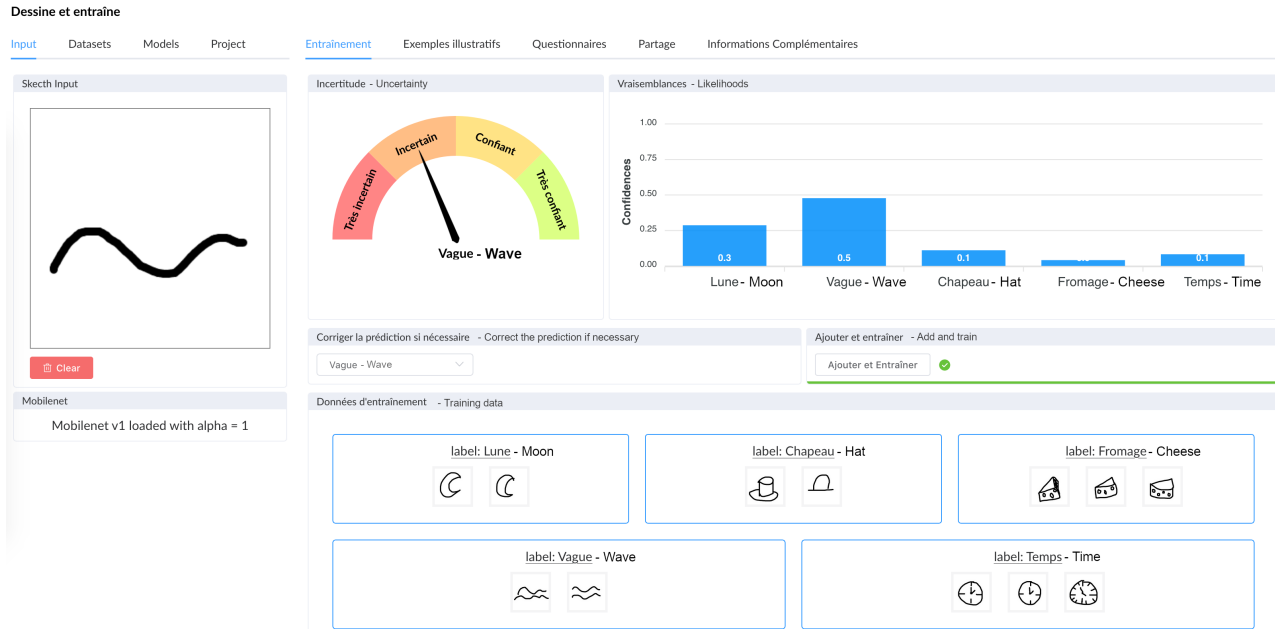 Dessine et entraîne
Input Datasets Models Project
Entraînement Exemples illustratifs Questionnaires Partage Informations Complémentaires
Skecth Input
Clear
Mobilenet
Mobilenet v1 loaded with alpha = 1
Incertitude - Uncertainty
Très incertain
Incertain
Confiant
Très confiant
Vague - Wave
Vraisemblances - Likelihoods
Confidences
1.00
0.75
0.50
0.25
0.00
0.3 0.5 0.1 0.1
Lune - Moon Vague - Wave Chapeau - Hat Fromage - Cheese Temps - Time
Corriger la prédiction si nécessaire - Correct the prediction if necessary
Vague - Wave
Ajouter et entraîner - Add and train
Ajouter et Entraîner
Données d'entraînement - Training data
label: Lune - Moon
label: Chapeau - Hat
label: Fromage - Cheese
label: Vague - Wave
label: Temps - Time